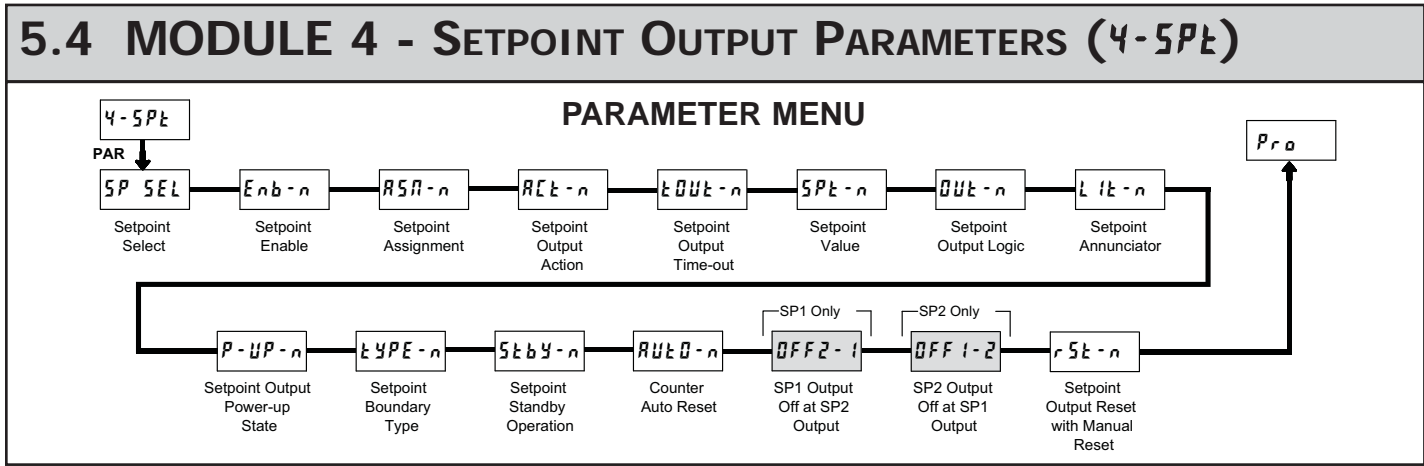 5.4 MODULE 4 - SETPOINT OUTPUT PARAMETERS (4-SPt)
PARAMETER MENU
4-SPt
Pro
PAR
SP SEL
Enb-n
ASN-n
ACt-n
tOUt-n
SPt-n
OUt-n
LIt-n
Setpoint
Select
Setpoint
Enable
Setpoint
Assignment
Setpoint
Output
Action
Setpoint
Output
Time-out
Setpoint
Value
Setpoint
Output Logic
Setpoint
Annunciator
SP1 Only
SP2 Only
P-UP-n
tYPE-n
Stby-n
AUtO-n
OFF2-1
OFF1-2
rSt-n
Setpoint Output
Power-up
State
Setpoint
Boundary
Type
Setpoint
Standby
Operation
Counter
Auto Reset
SP1 Output
Off at SP2
Output
SP2 Output
Off at SP1
Output
Setpoint
Output Reset
with Manual
Reset